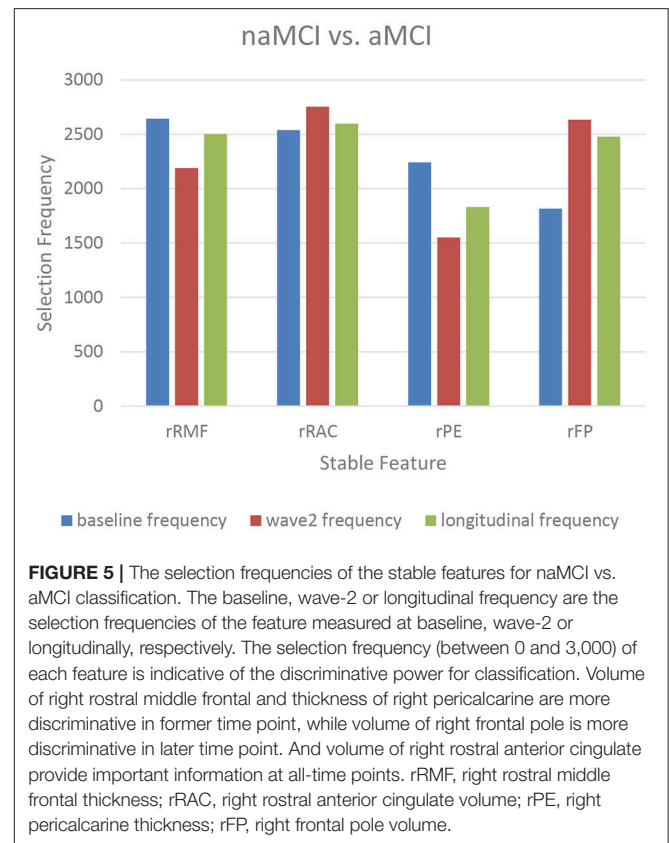 naMCI vs. aMCI
3000
2500
2000
1500
1000
500
0
Selection Frequency
rRMF rRAC rPE rFP
Stable Feature
baseline frequency wave2 frequency longitudinal frequency
FIGURE 5 | The selection frequencies of the stable features for naMCI vs.
aMCI classification. The baseline, wave-2 or longitudinal frequency are the
selection frequencies of the feature measured at baseline, wave-2 or
longitudinally, respectively. The selection frequency (between 0 and 3,000) of
each feature is indicative of the discriminative power for classification. Volume
of right rostral middle frontal and thickness of right pericalcarine are more
discriminative in former time point, while volume of right frontal pole is more
discriminative in later time point. And volume of right rostral anterior cingulate
provide important information at all-time points. rRMF, right rostral middle
frontal thickness; rRAC, right rostral anterior cingulate volume; rPE, right
pericalcarine thickness; rFP, right frontal pole volume.